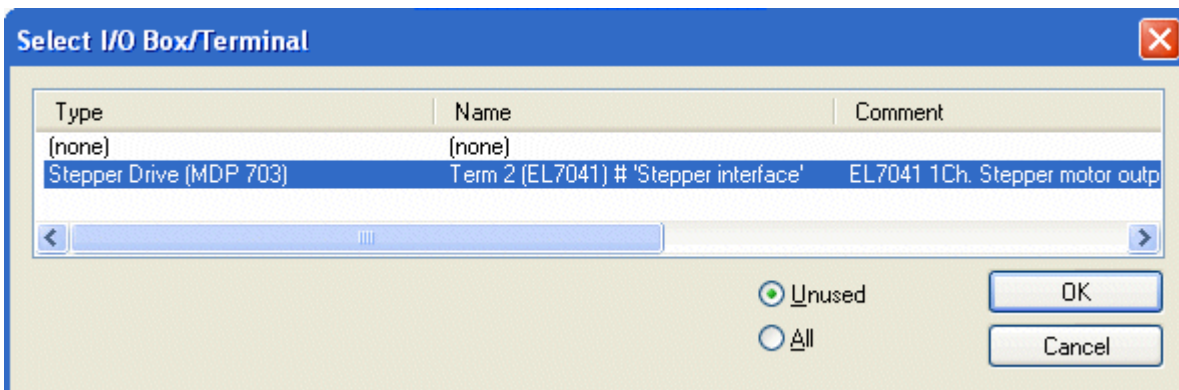 Select I/O Box/Terminal
Type Name Comment
(none) (none)
Stepper Drive (MDP 703) Term 2 (EL7041) # 'Stepper interface' EL7041 1Ch. Stepper motor outp
Unused OK
All Cancel